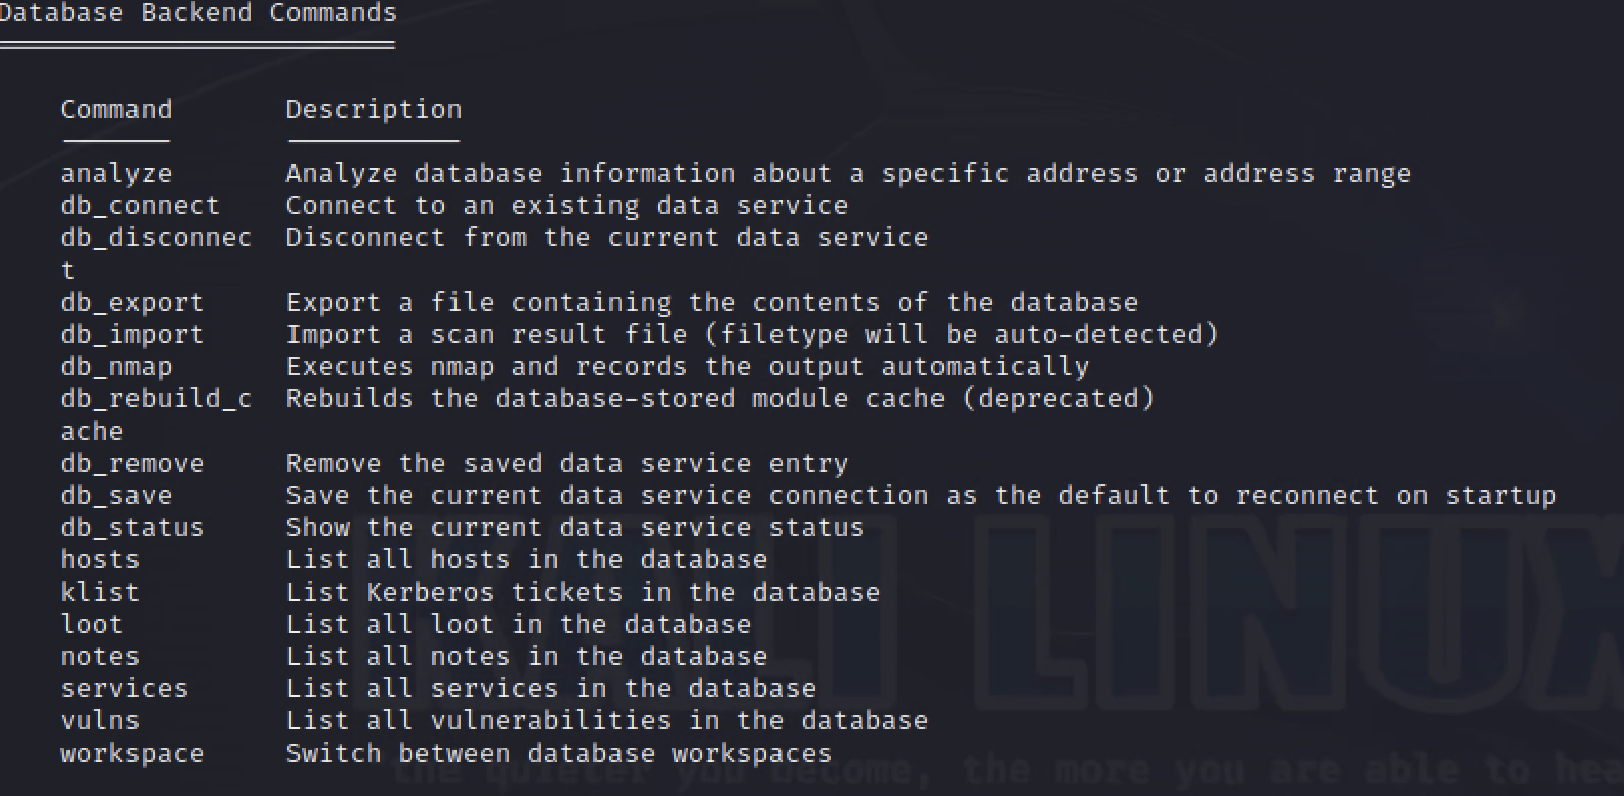 Database Backend Commands
Command Description
analyze Analyze database information about a specific address or address range
db_connect Connect to an existing data service
db_disconnec Disconnect from the current data service
t
db_export Export a file containing the contents of the database
db_import Import a scan result file (filetype will be auto-detected)
db_nmap Executes nmap and records the output automatically
db_rebuild_c Rebuilds the database-stored module cache (deprecated)
ache
db_remove Remove the saved data service entry
db_save Save the current data service connection as the default to reconnect on startup
db_status Show the current data service status
hosts List all hosts in the database
klist List Kerberos tickets in the database
loot List all loot in the database
notes List all notes in the database
services List all services in the database
vulns List all vulnerabilities in the database
workspace Switch between database workspaces
KALI LINUX
the quieter you become, the more you are able to hea